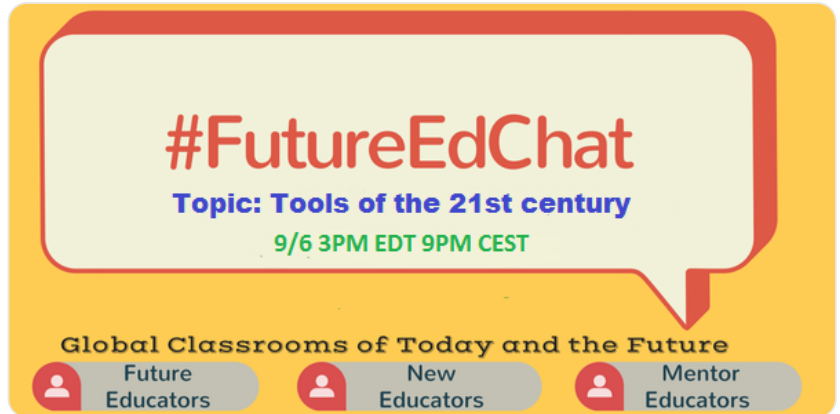 #FutureEdChat
Topic: Tools of the 21st century
9/6 3PM EDT 9PM CEST
Global Classrooms of Today and the Future
Future
Educators
New
Educators
Mentor
Educators